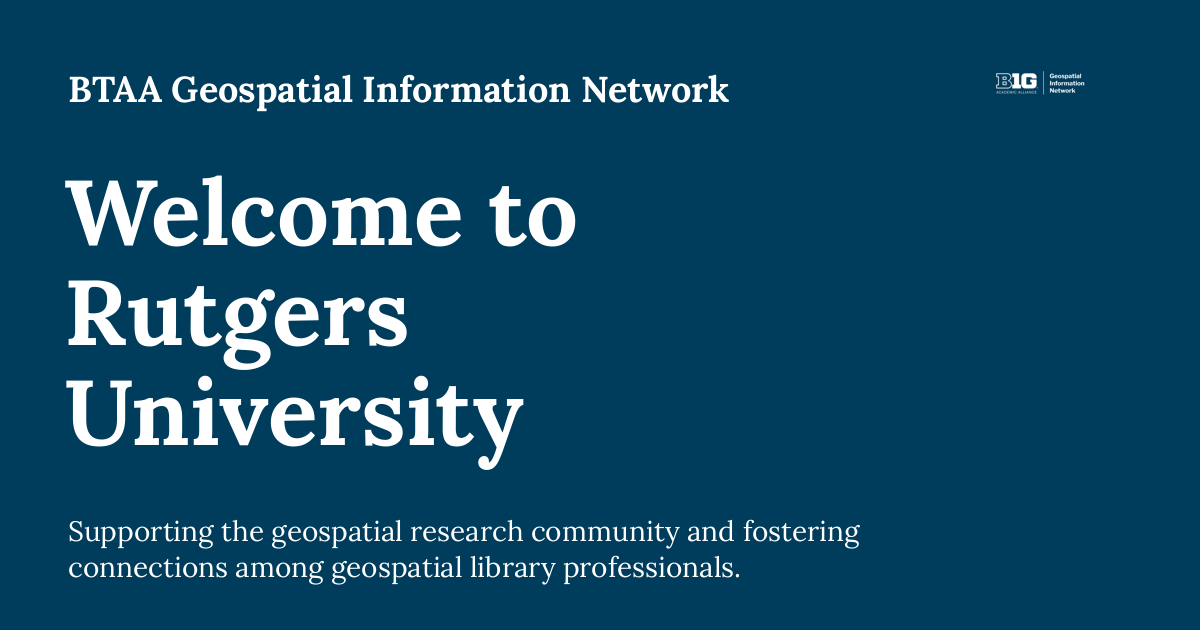 BTAA Geospatial Information Network
B1G
ACADEMIC ALLIANCE
Geospatial
Information
Network
Welcome to
Rutgers
University
Supporting the geospatial research community and fostering
connections among geospatial library professionals.